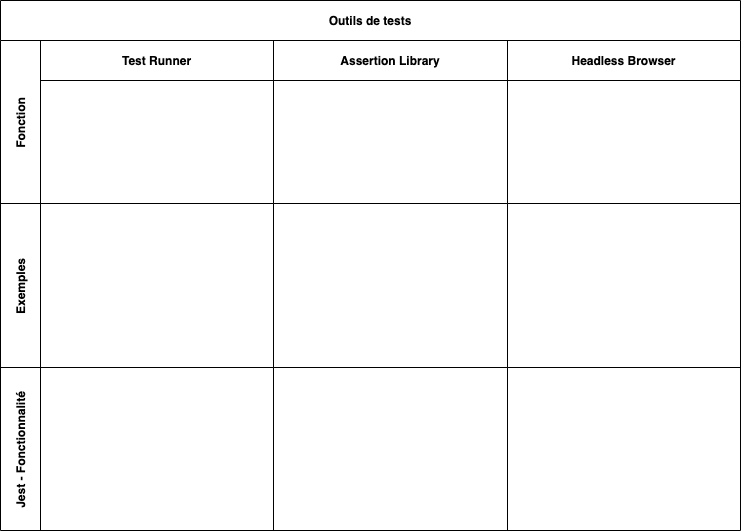 Outils de tests
Test Runner
Assertion Library
Headless Browser
Fonction
Exemples
Jest - Fonctionnalité